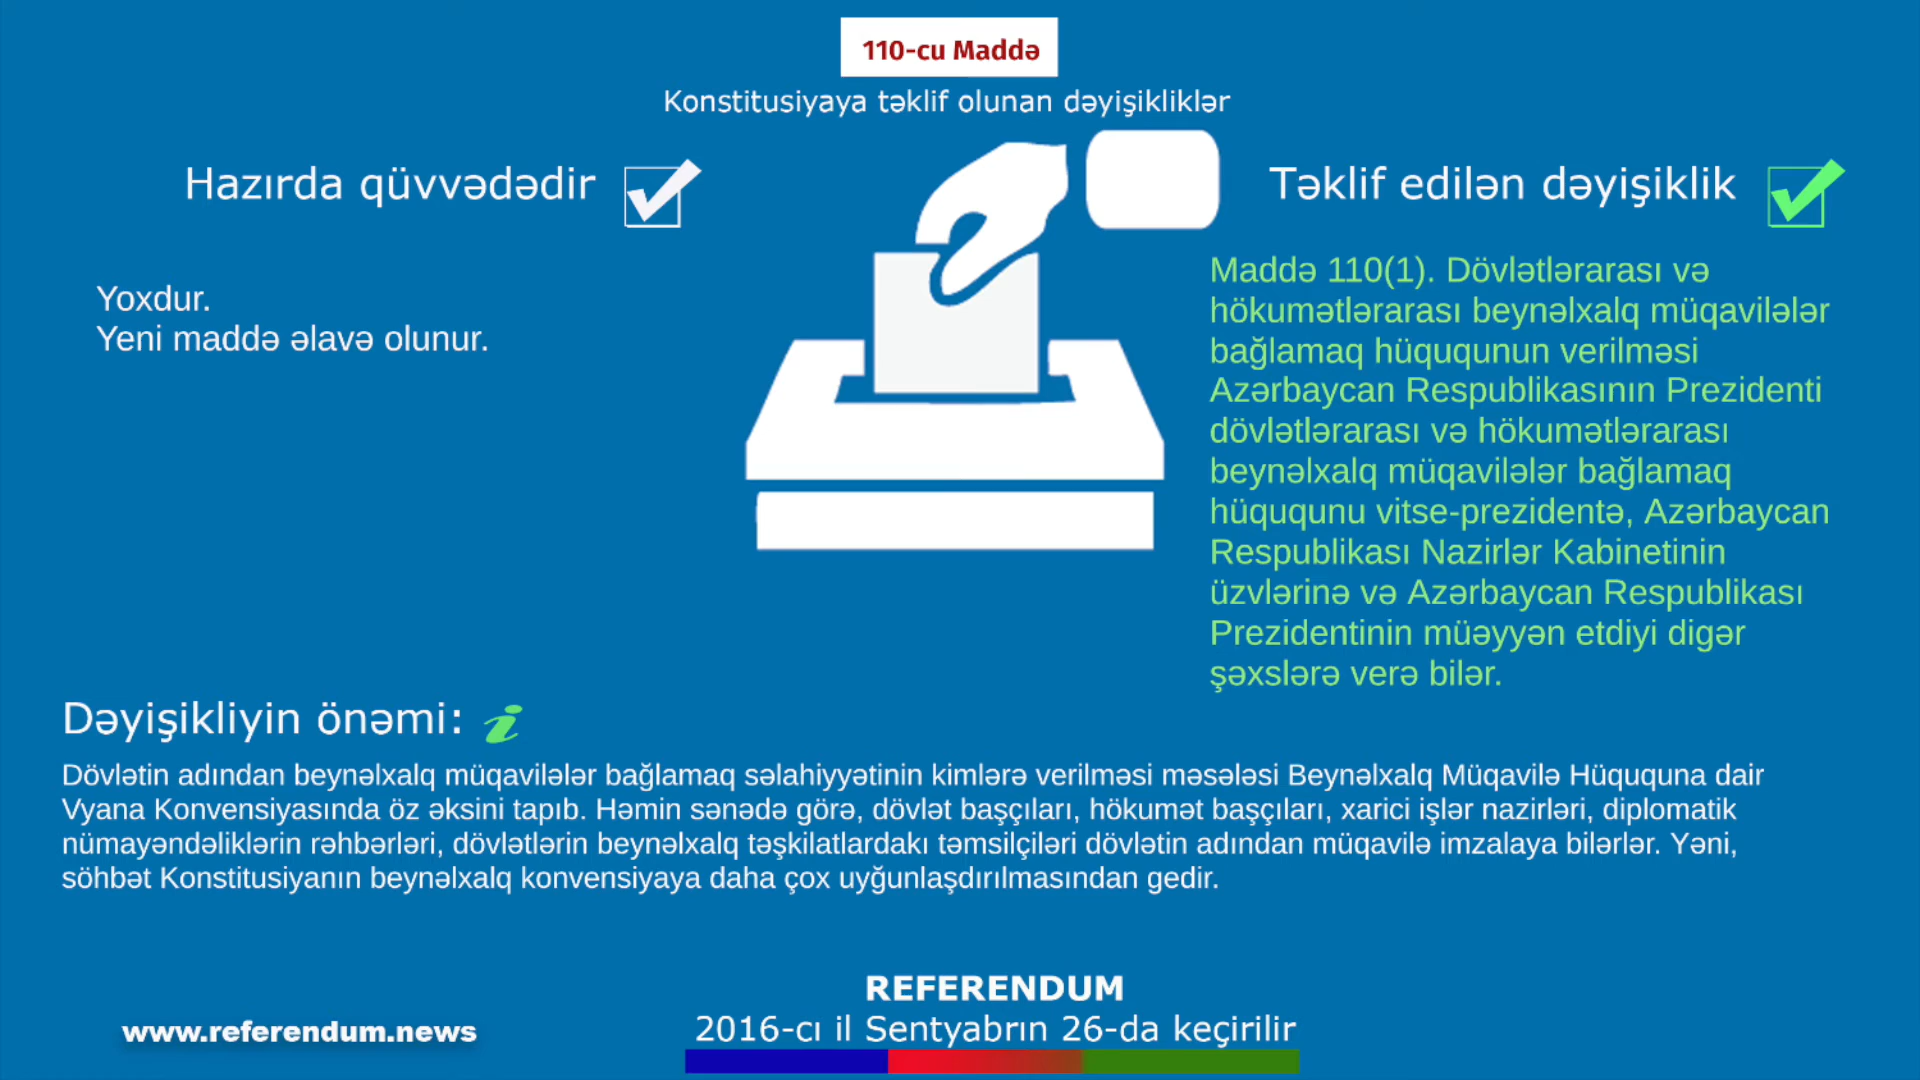 110-cu Maddə
Konstitusiyaya təklif olunan dəyişikliklər
Hazırda qüvvədədir
Yoxdur.
Yeni maddə əlavə olunur.
Təklif edilən dəyişiklik
Maddə 110(1). Dövlətlərarası və
hökumətlərarası beynəlxalq müqavilələr
bağlamaq hüququnun verilməsi
Azərbaycan Respublikasının Prezidenti
dövlətlərarası və hökumətlərarası
beynəlxalq müqavilələr bağlamaq
hüququnu vitse-prezidentə, Azərbaycan
Respublikası Nazirlər Kabinetinin
üzvlərinə və Azərbaycan Respublikası
Prezidentinin müəyyən etdiyi digər
şəxslərə verə bilər.
Dəyişikliyin önəmi: i
Dövlətin adından beynəlxalq müqavilələr bağlamaq səlahiyyətinin kimlərə verilməsi məsələsi Beynəlxalq Müqavilə Hüququna dair
Vyana Konvensiyasında öz əksini tapıb. Həmin sənədə görə, dövlət başçıları, hökumət başçıları, xarici işlər nazirləri, diplomatik
nümayəndəliklərin rəhbərləri, dövlətlərin beynəlxalq təşkilatlardakı təmsilçiləri dövlətin adından müqavilə imzalaya bilərlər. Yəni,
söhbət Konstitusiyanın beynəlxalq konvensiyaya daha çox uyğunlaşdırılmasından gedir.
REFERENDUM
2016-cı il Sentyabrın 26-da keçirilir
www.referendum.news